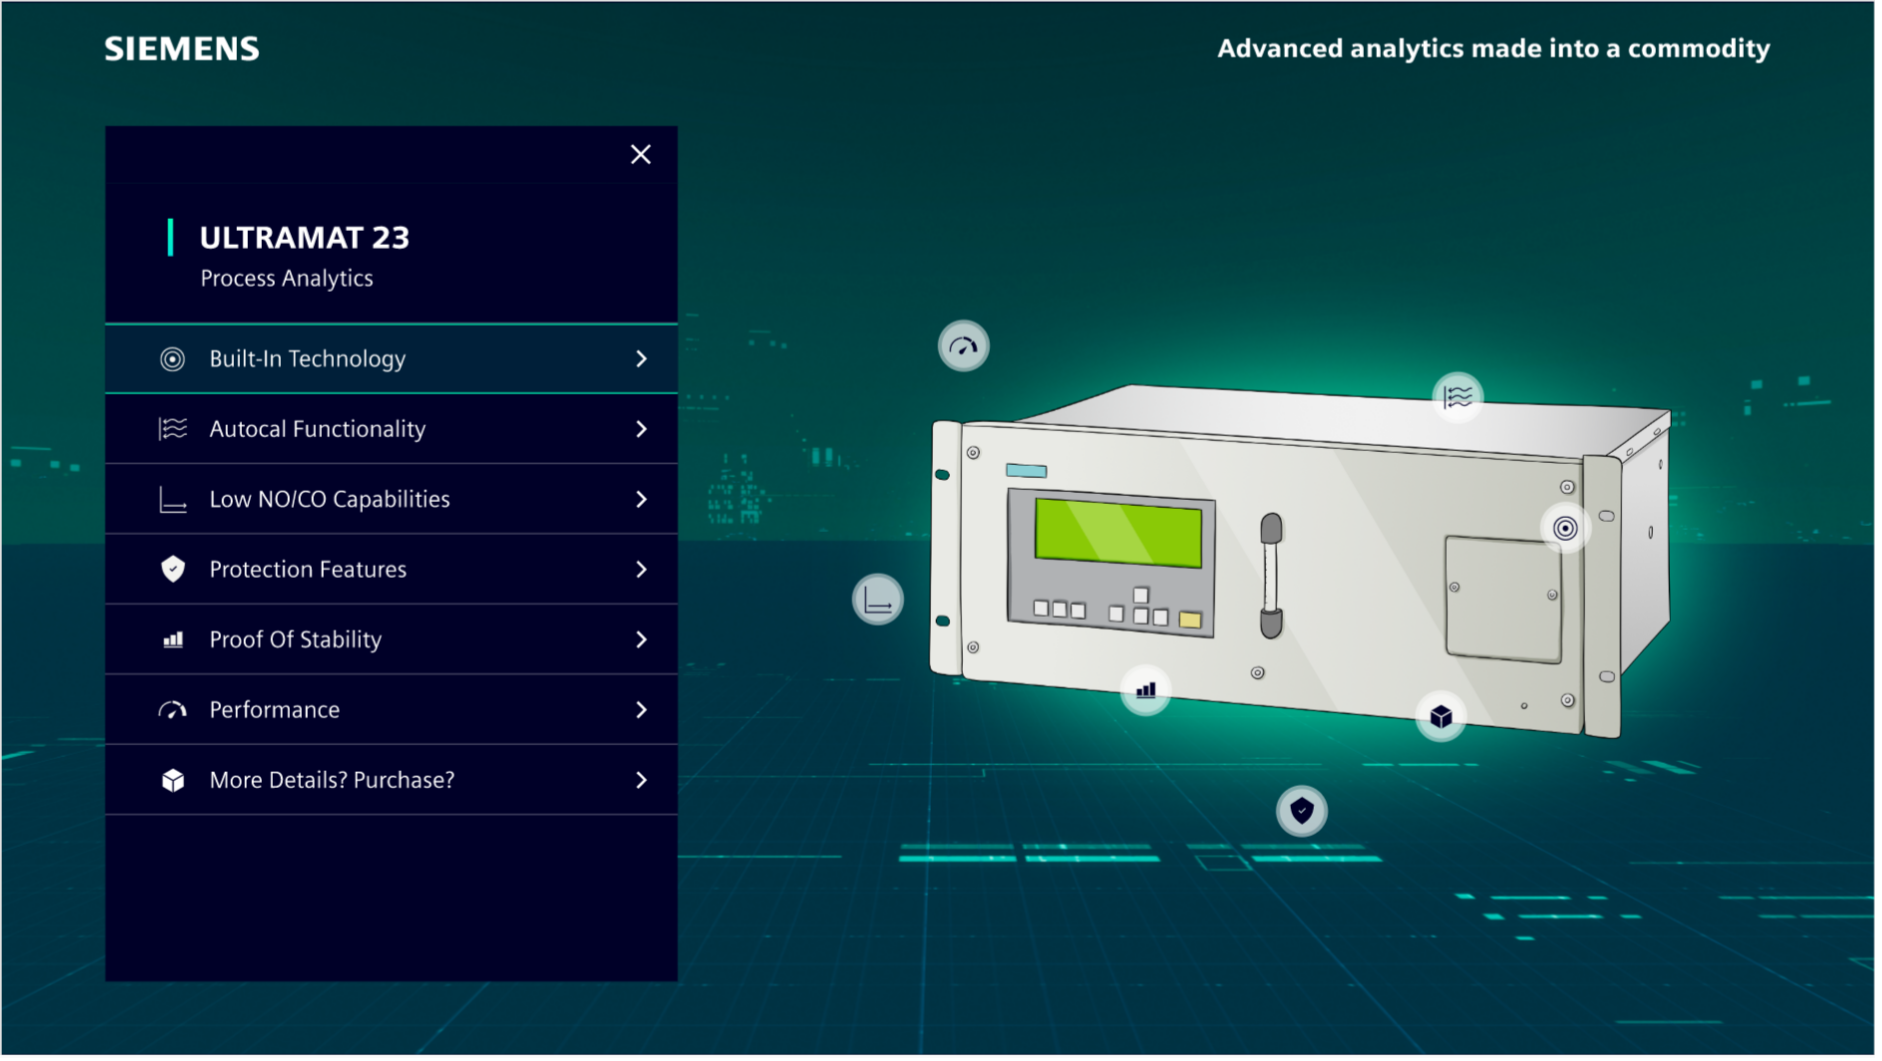 SIEMENS
Advanced analytics made into a commodity
ULTRAMAT 23
Process Analytics
Built-In Technology
Autocal Functionality
Low NO/CO Capabilities
Protection Features
Proof Of Stability
Performance
More Details? Purchase?